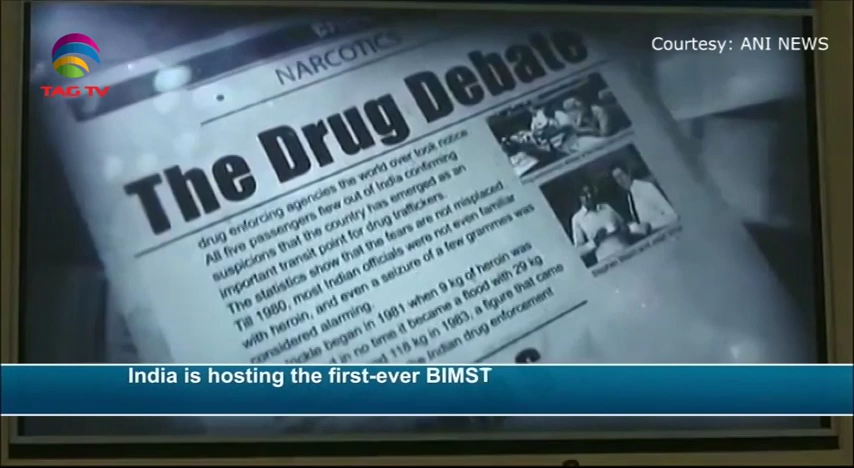 Courtesy: ANI NEWS
TAG TV
NARCOTICS
The Drug Debate
drug enforcing agencies the world over took notice
All five passengers flew out of India confirming
suspicions that the country has emerged as an
important transit point for drug traffickers.
The statistics show that the fears are not misplaced
Till 1980, most Indian officials were not even familiar
with heroin, and even a seizure of a few grammes was
considered alarming.
began in 1981 when 9 kg of heroin was
in no time it became a flood with 29 kg
118 kg in 1983, a figure that came
Indian drug enforcement
India is hosting the first-ever BIMST